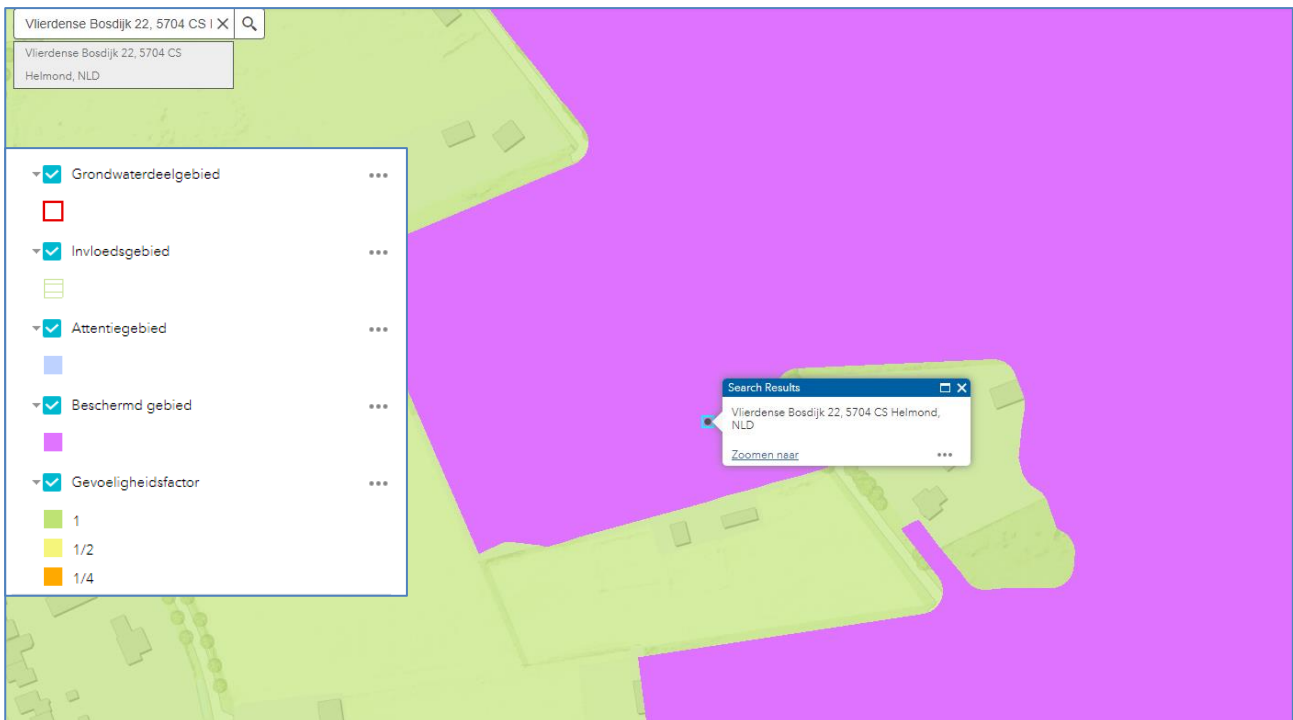 Vlierdense Bosdijk 22, 5704 CS
Vlierdense Bosdijk 22, 5704 CS
Helmond, NLD
Grondwaterdeelgebied
Invloedsgebied
Attentiegebied
Beschermd gebied
Gevoeligheidsfactor
1
1/2
1/4
Search Results
Vlierdense Bosdijk 22, 5704 CS Helmond,
NLD
Zoomen naar